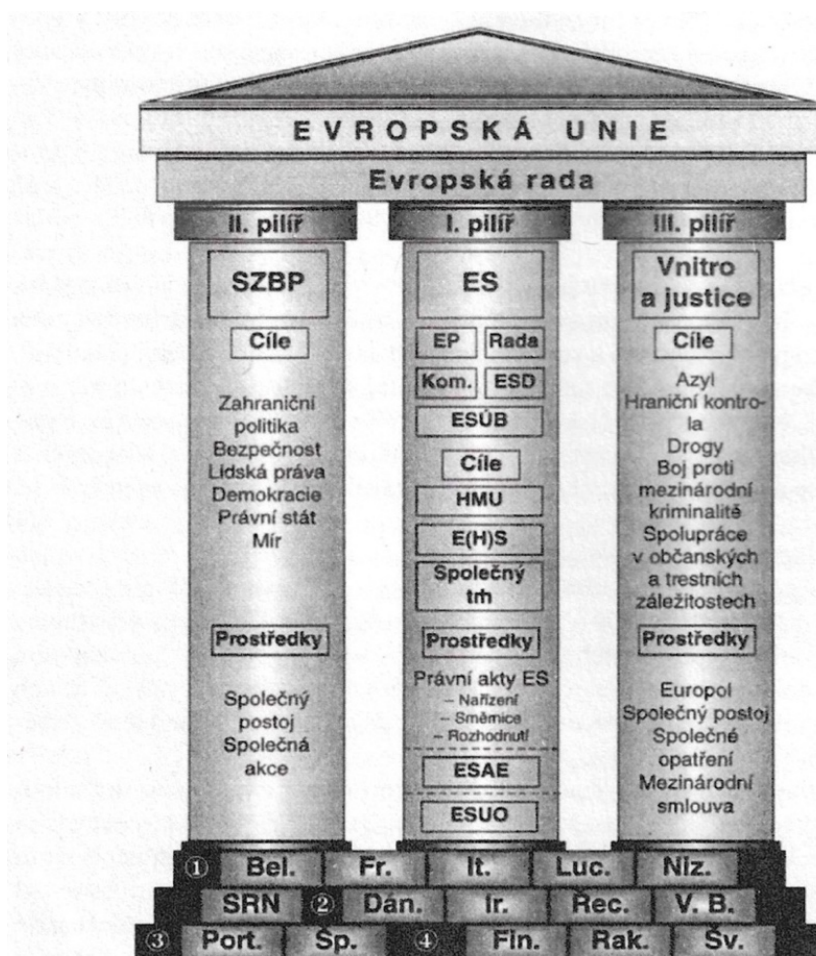 EVROPSKÁ UNIE
Evropská rada
II. pilíř
SZBP
Cíle
Zahraniční
politika
Bezpečnost
Lidská práva
Demokracie
Právní stát
Mír
Prostředky
Společný
postoj
Společná
akce
I. pilíř
ES
EP Rada
Kom. ESD
ESÚB
Cíle
HMU
E(H)S
Společný
trh
Prostředky
Právní akty ES
– Nařízení
– Směrnice
– Rozhodnutí
ESAE
ESUO
III. pilíř
Vnitro
a justice
Cíle
Azyl
Hraniční kontro-
la
Drogy
Boj proti
mezinárodní
kriminalitě
Spolupráce
v občanských
a trestních
záležitostech
Prostředky
Europol
Společný postoj
Společné
opatření
Mezinárodní
smlouva
① Bel. Fr. It. Luc. Niz.
SRN ② Dán. Ir. Řec. V. B.
③ Port. Šp. ④ Fin. Rak. Šv.